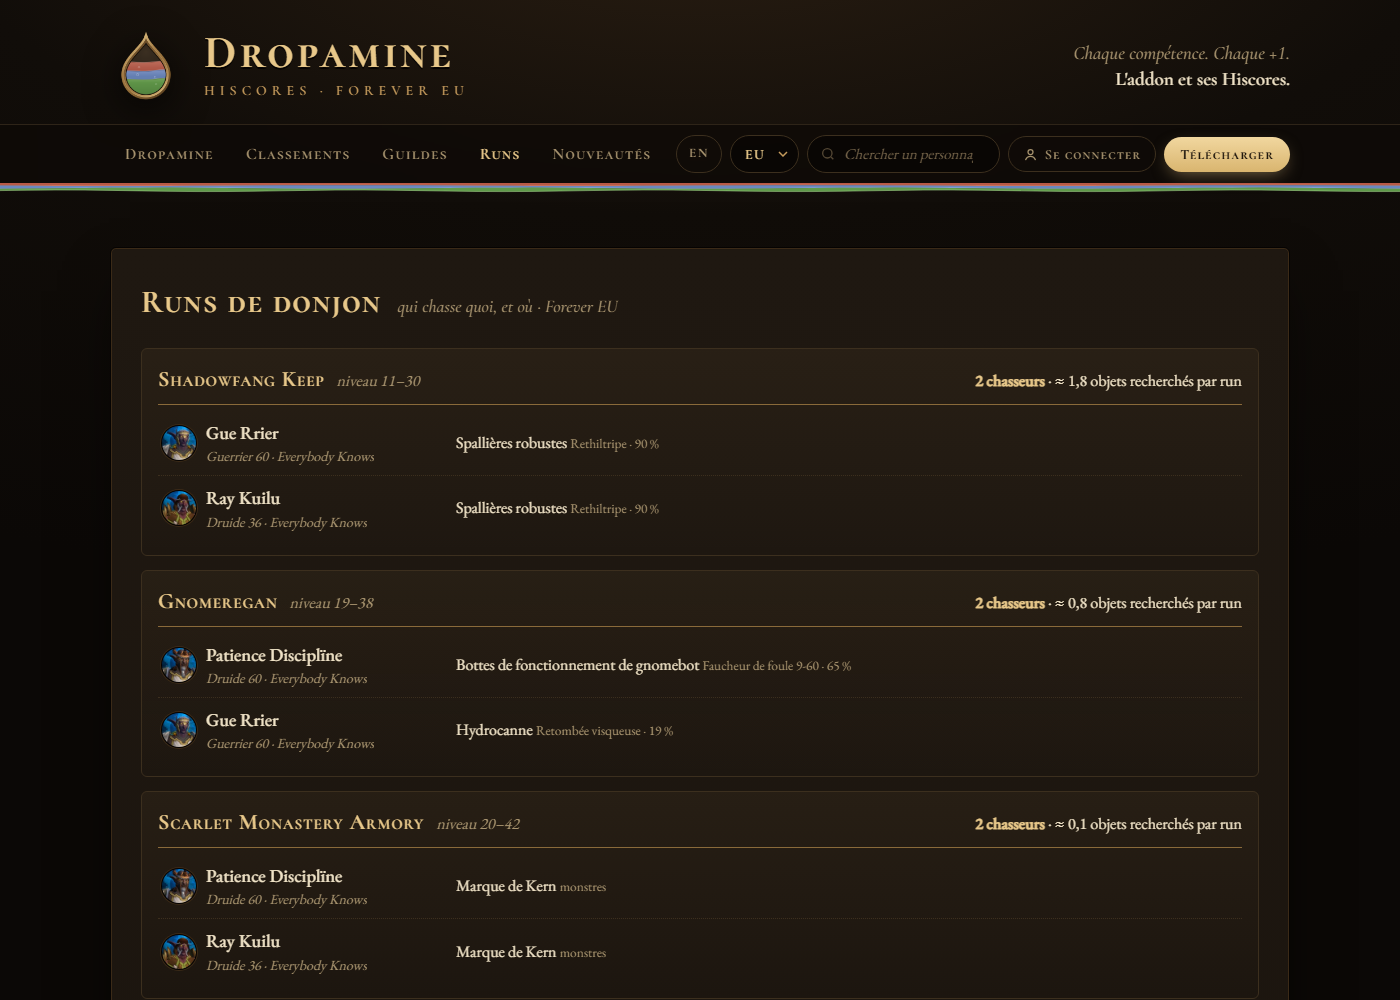 Dropamine
HISCORES · FOREVER EU
Chaque compétence. Chaque +1.
L'addon et ses Hiscores.
Dropamine Classements Guildes Runs Nouveautés EN EU Chercher un personna Se connecter Télécharger
Runs de donjon qui chasse quoi, et où · Forever EU
Shadowfang Keep niveau 11–30 2 chasseurs · ≈ 1,8 objets recherchés par run
Gue Rrier
Guerrier 60 · Everybody Knows
Spallières robustes Rethiltripe · 90 %
Ray Kuilu
Druide 36 · Everybody Knows
Spallières robustes Rethiltripe · 90 %
Gnomeregan niveau 19–38 2 chasseurs · ≈ 0,8 objets recherchés par run
Patience Discipline
Druide 60 · Everybody Knows
Bottes de fonctionnement de gnomebot Faucheur de foule 9-60 · 65 %
Gue Rrier
Guerrier 60 · Everybody Knows
Hydrocanne Retombée visqueuse · 19 %
Scarlet Monastery Armory niveau 20–42 2 chasseurs · ≈ 0,1 objets recherchés par run
Patience Discipline
Druide 60 · Everybody Knows
Marque de Kern monstres
Ray Kuilu
Druide 36 · Everybody Knows
Marque de Kern monstres